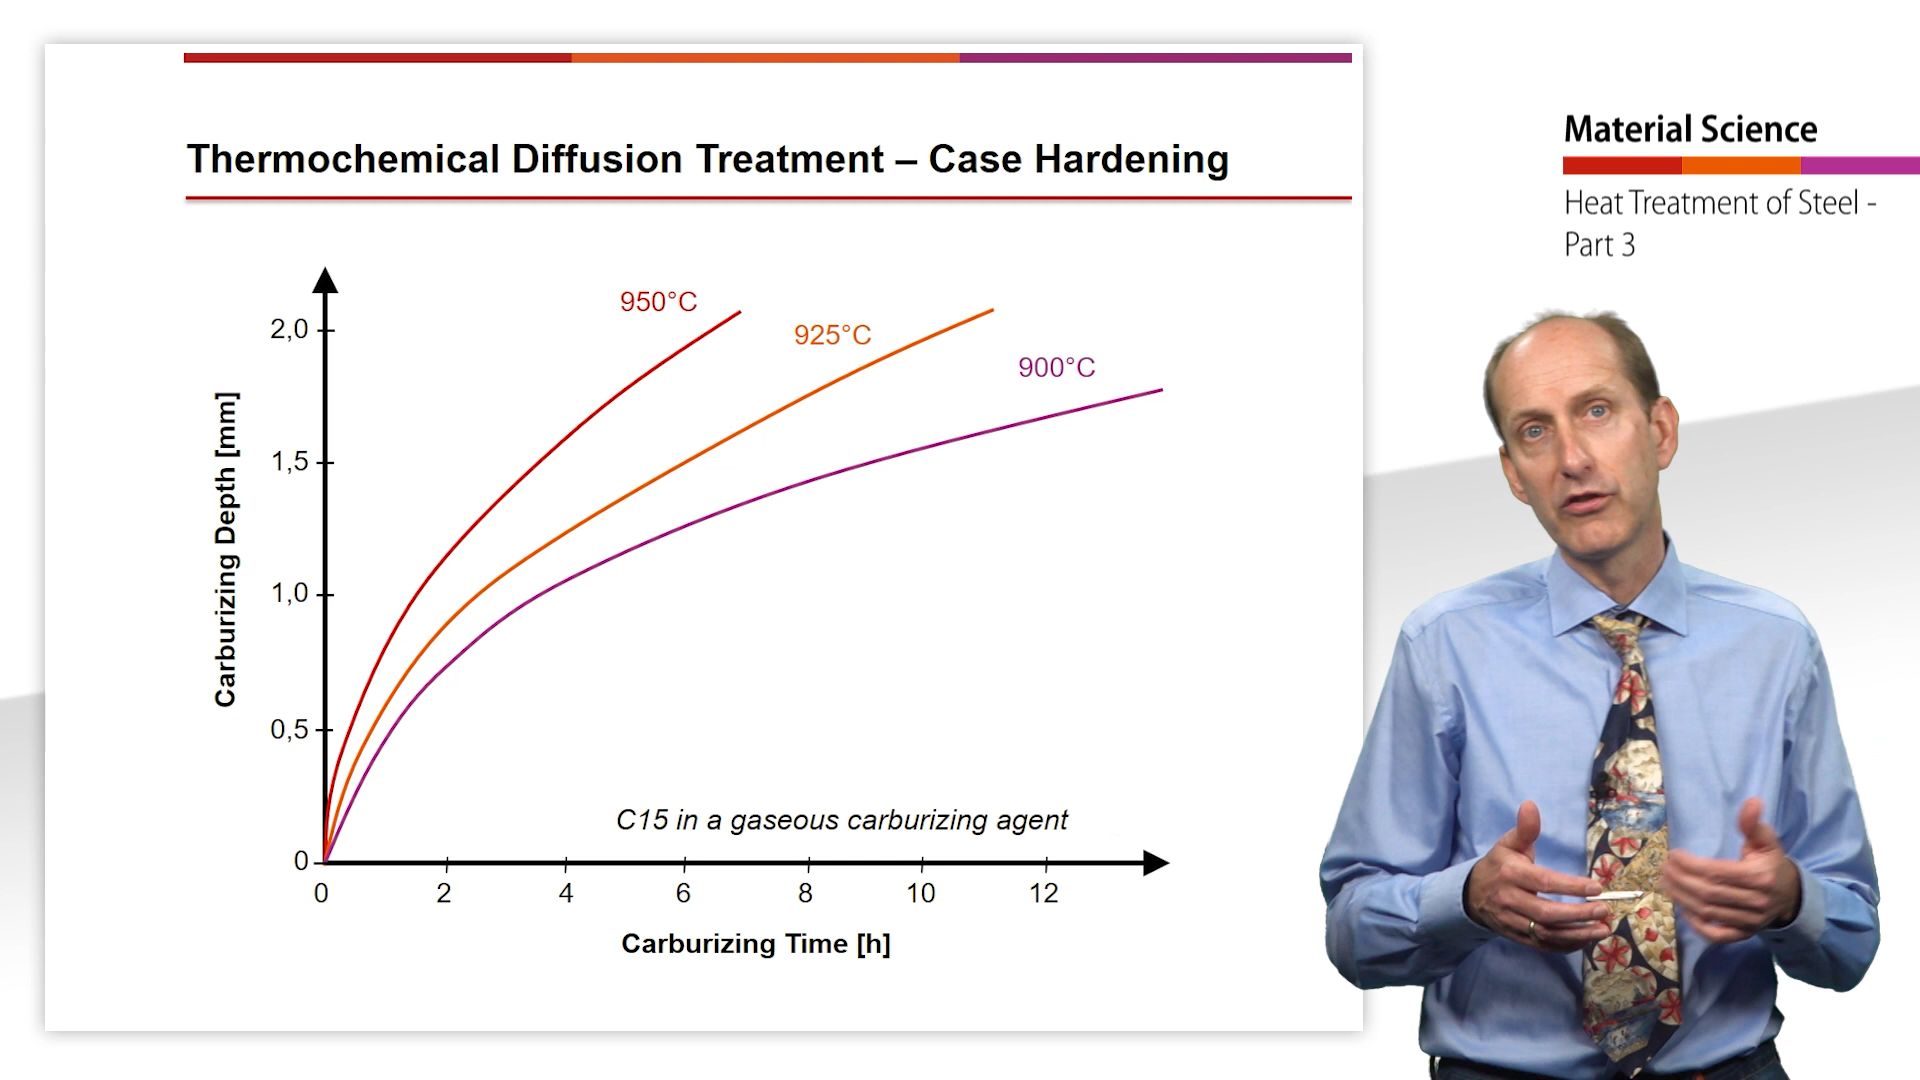 Thermochemical Diffusion Treatment – Case Hardening
Material Science
Heat Treatment of Steel -
Part 3
950°C
925°C
900°C
2,0
1,5
1,0
0,5
0
Carburizing Depth [mm]
C15 in a gaseous carburizing agent
0 2 4 6 8 10 12
Carburizing Time [h]